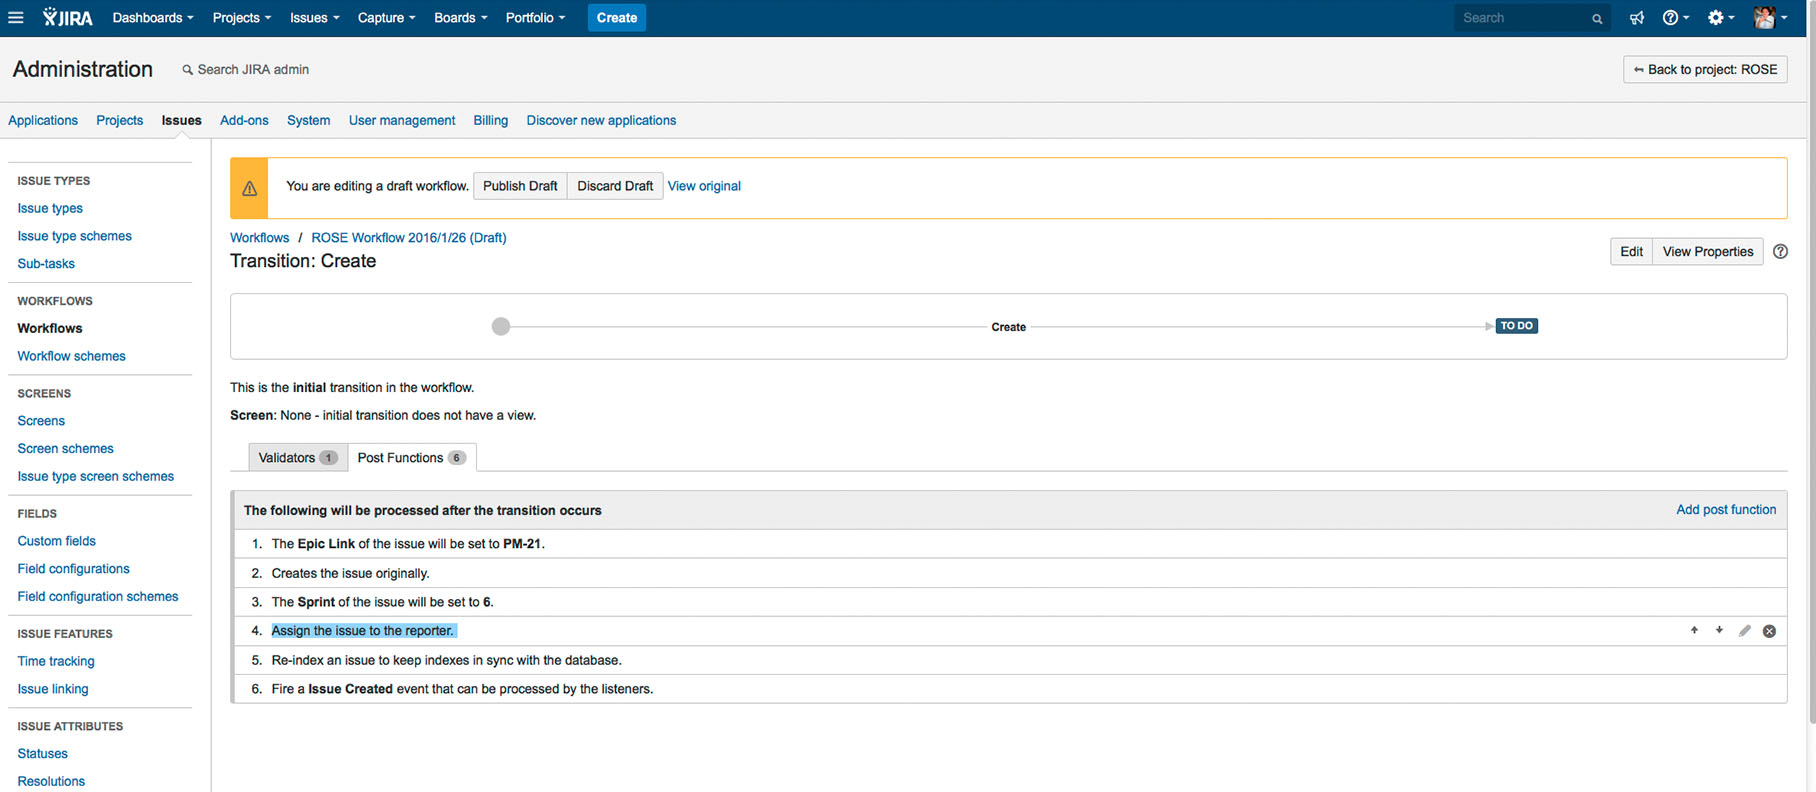 JIRA Dashboards Projects Issues Capture Boards Portfolio Create Search
Administration Search JIRA admin Back to project: ROSE
Applications Projects Issues Add-ons System User management Billing Discover new applications
ISSUE TYPES
Issue types
Issue type schemes
Sub-tasks
WORKFLOWS
Workflows
Workflow schemes
SCREENS
Screens
Screen schemes
Issue type screen schemes
FIELDS
Custom fields
Field configurations
Field configuration schemes
ISSUE FEATURES
Time tracking
Issue linking
ISSUE ATTRIBUTES
Statuses
Resolutions
You are editing a draft workflow. Publish Draft Discard Draft View original
Workflows / ROSE Workflow 2016/1/26 (Draft)
Transition: Create
Edit View Properties
Create TO DO
This is the initial transition in the workflow.
Screen: None - initial transition does not have a view.
Validators 1 Post Functions 6
The following will be processed after the transition occurs Add post function
1. The Epic Link of the issue will be set to PM-21.
2. Creates the issue originally.
3. The Sprint of the issue will be set to 6.
4. Assign the issue to the reporter.
5. Re-index an issue to keep indexes in sync with the database.
6. Fire a Issue Created event that can be processed by the listeners.